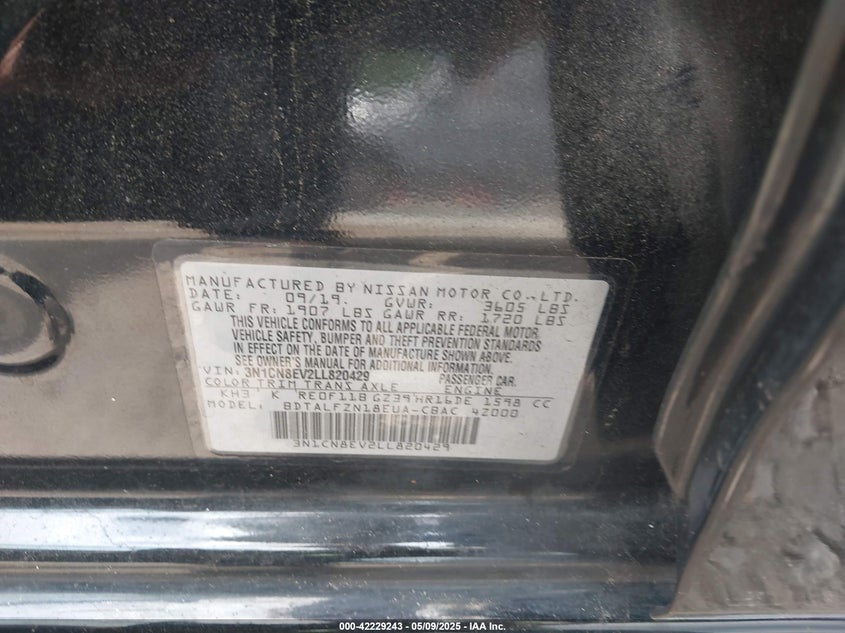 MANUFACTURED BY NISSAN MOTOR CO., LTD.
DATE: 09/19. GVWR: 3605 LBS
GAWR FR: 1907 LBS GAWR RR: 1720 LBS
THIS VEHICLE CONFORMS TO ALL APPLICABLE FEDERAL MOTOR
VEHICLE SAFETY, BUMPER AND THEFT PREVENTION STANDARDS
IN EFFECT ON THE DATE OF MANUFACTURE SHOWN ABOVE.
SEE OWNER'S MANUAL FOR ADDITIONAL INFORMATION.
VIN: 3N1CN8EV2LL820429 PASSENGER CAR.
COLOR TRIM TRANS AXLE ENGINE
KH3 K RE0F11B GZ39 HR16DE 1598 CC
MODEL: BDTALFZN18EUA-CBAC 4Z000
3N1CN8EV2LL820429
000-42229243 - 05/09/2025 - IAA Inc.